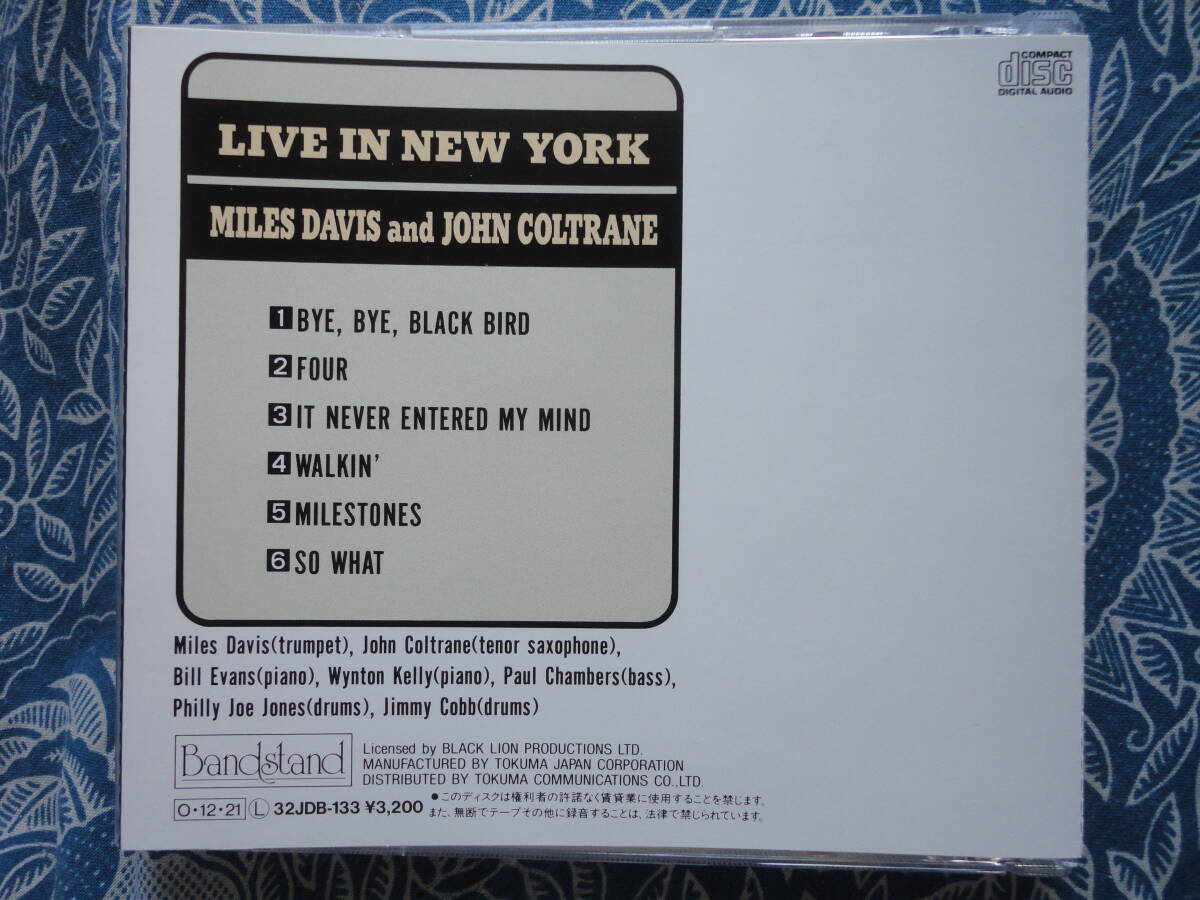 COMPACT
disc
DIGITAL AUDIO
LIVE IN NEW YORK
MILES DAVIS and JOHN COLTRANE
1 BYE, BYE, BLACK BIRD
2 FOUR
3 IT NEVER ENTERED MY MIND
4 WALKIN'
5 MILESTONES
6 SO WHAT
Miles Davis(trumpet), John Coltrane(tenor saxophone),
Bill Evans(piano), Wynton Kelly(piano), Paul Chambers(bass),
Philly Joe Jones(drums), Jimmy Cobb(drums)
Bandstand
Licensed by BLACK LION PRODUCTIONS LTD.
MANUFACTURED BY TOKUMA JAPAN CORPORATION
DISTRIBUTED BY TOKUMA COMMUNICATIONS CO.,LTD.
O・12・21 Ⓛ 32JDB-133 ¥3,200
●このディスクは権利者の許諾なく賃貸業に使用することを禁じます。
また、無断でテープその他に録音することは、法律で禁じられています。